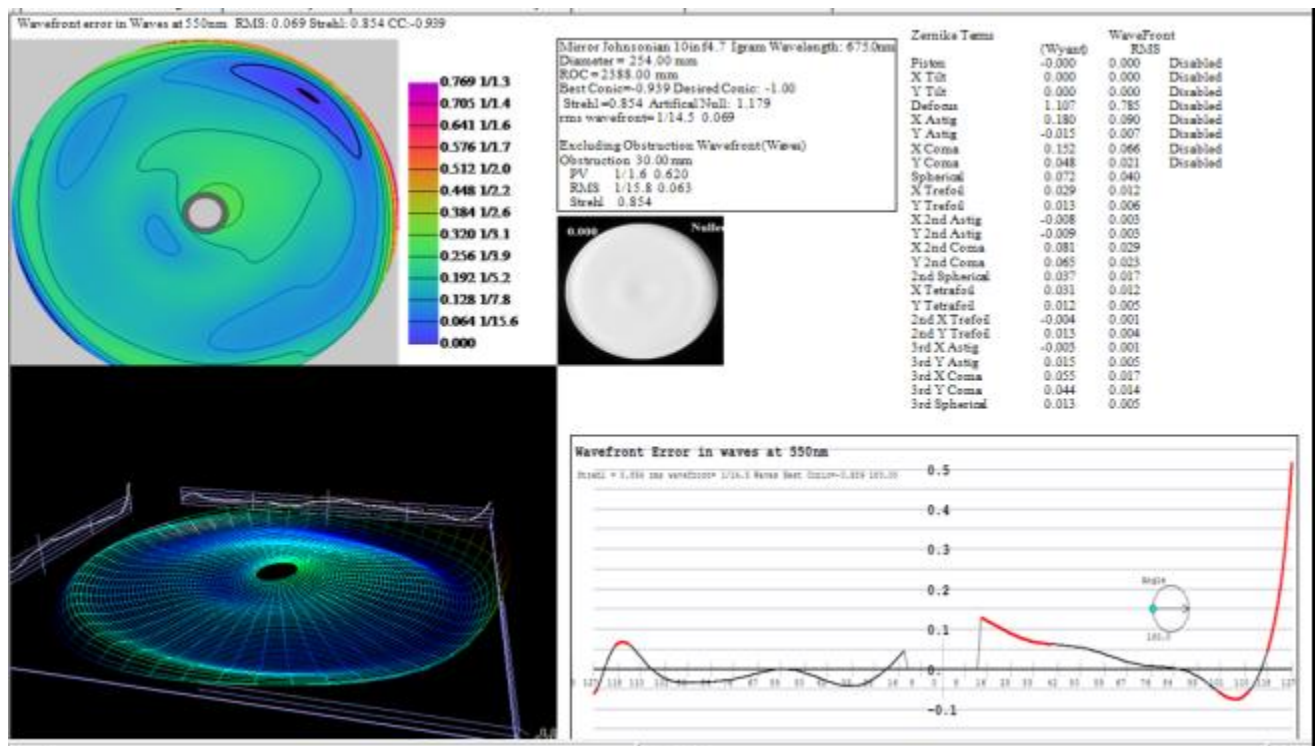 Wavefront error in Waves at 550nm RMS: 0.069 Strehl: 0.854 CC:-0.939
0.769 1/1.3
0.705 1/1.4
0.641 1/1.6
0.576 1/1.7
0.512 1/2.0
0.448 1/2.2
0.384 1/2.6
0.320 1/3.1
0.256 1/3.9
0.192 1/5.2
0.128 1/7.8
0.064 1/15.6
0.000
Mirror Johnsonian 10inf4.7 Igram Wavelength: 675.0nm
Diameter = 254.00 mm
ROC = 2388.00 mm
Best Conic=-0.939 Desired Conic: -1.00
Strehl =0.854 Artifical Null: 1.179
rms wavefront= 1/14.5 0.069
Excluding Obstruction Wavefront (Waves)
Obstruction 30.00 mm
PV 1/1.6 0.620
RMS 1/15.8 0.063
Strehl 0.854
0.000 Nulled
Zernike Terms WaveFront
(Wyant) RMS
Piston -0.000 0.000 Disabled
X Tilt 0.000 0.000 Disabled
Y Tilt 0.000 0.000 Disabled
Defocus 1.107 0.785 Disabled
X Astig 0.180 0.090 Disabled
Y Astig -0.015 0.007 Disabled
X Coma 0.152 0.066 Disabled
Y Coma 0.048 0.021 Disabled
Spherical 0.072 0.040
X Trefoil 0.029 0.012
Y Trefoil 0.013 0.006
X 2nd Astig -0.008 0.003
Y 2nd Astig -0.009 0.003
X 2nd Coma 0.081 0.029
Y 2nd Coma 0.065 0.023
2nd Spherical 0.037 0.017
X Tetrafoil 0.031 0.012
Y Tetrafoil 0.012 0.005
2nd X Trefoil -0.004 0.001
2nd Y Trefoil 0.013 0.004
3rd X Astig -0.003 0.001
3rd Y Astig 0.015 0.005
3rd X Coma 0.055 0.017
3rd Y Coma 0.044 0.014
3rd Spherical 0.013 0.005
Wavefront Error in waves at 550nm
0.5
0.4
0.3
0.2
0.1
0.
-0.1
Angle